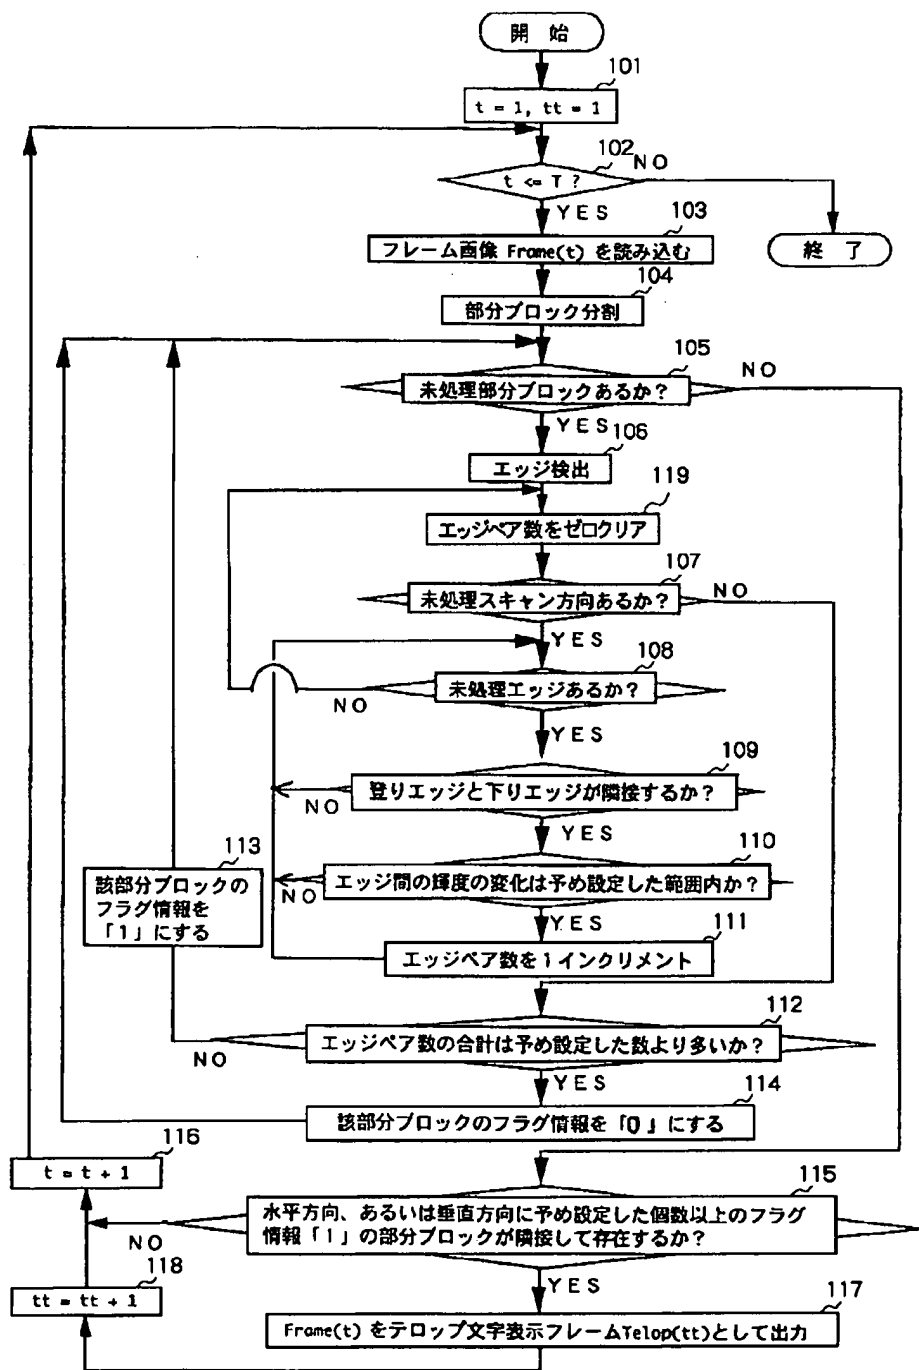 開 始
101
t = 1, tt = 1
102
NO
t <= T ?
YES
103
フレーム画像 Frame(t) を読み込む
終 了
104
部分ブロック分割
105
NO
未処理部分ブロックあるか?
YES
106
エッジ検出
119
エッジペア数をゼロクリア
107
NO
未処理スキャン方向あるか?
YES
108
未処理エッジあるか?
NO
YES
109
登りエッジと下りエッジが隣接するか?
NO
YES
110
113
エッジ間の輝度の変化は予め設定した範囲内か?
NO
該部分ブロックの
フラグ情報を
「1」にする
YES
111
エッジペア数を1インクリメント
112
エッジペア数の合計は予め設定した数より多いか?
NO
YES
114
該部分ブロックのフラグ情報を「0」にする
116
t = t + 1
115
水平方向、あるいは垂直方向に予め設定した個数以上のフラグ
情報「1」の部分ブロックが隣接して存在するか?
NO
118
YES
tt = tt + 1
117
Frame(t) をテロップ文字表示フレームTelop(tt)として出力